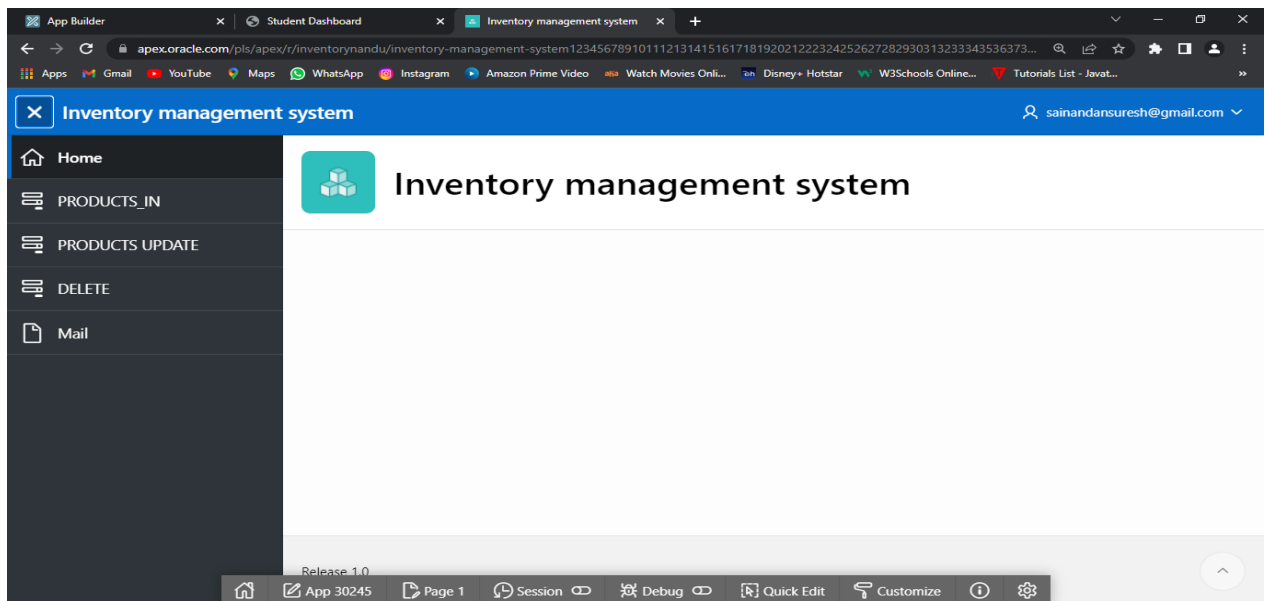 App Builder
Student Dashboard
Inventory management system
apex.oracle.com/pls/apex/r/inventorynandu/inventory-management-system1234567891011121314151617181920212223242526272829303132333435363 73...
Apps
Gmail
YouTube
Maps
WhatsApp
Instagram
Amazon Prime Video
Watch Movies Onli...
Disney+ Hotstar
W3Schools Online...
Tutorials List - Javat...
Inventory management system
sainandansuresh@gmail.com
Home
PRODUCTS_IN
PRODUCTS UPDATE
DELETE
Mail
Inventory management system
Release 1.0
App 30245
Page 1
Session
Debug
Quick Edit
Customize